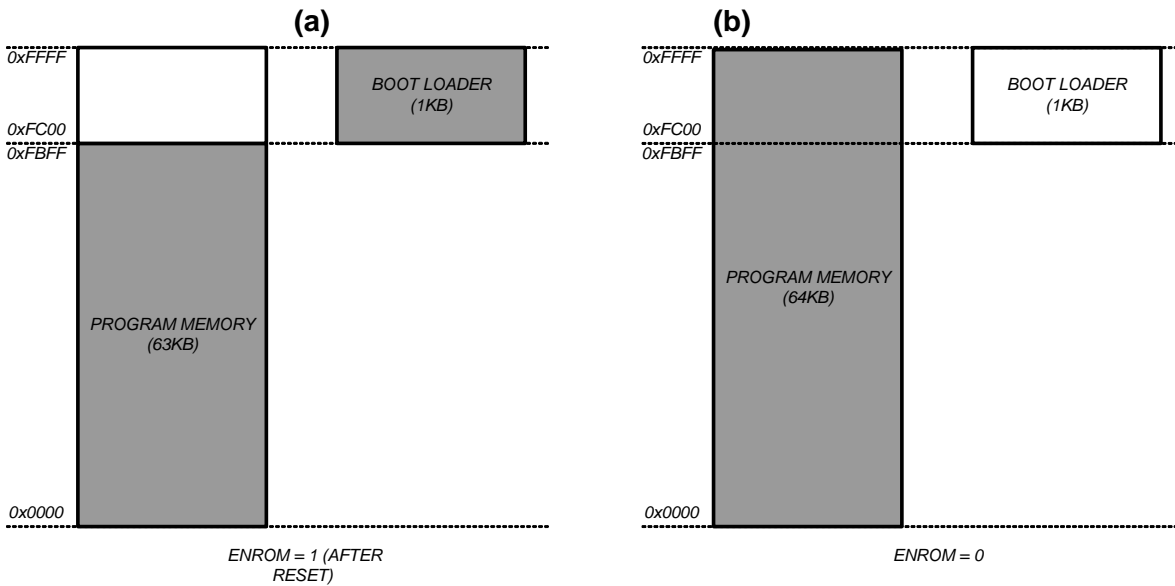 (a)
0xFFFF
BOOT LOADER
(1KB)
0xFC00
0xFBFF
PROGRAM MEMORY
(63KB)
0x0000
ENROM = 1 (AFTER
RESET)
(b)
0xFFFF
BOOT LOADER
(1KB)
0xFC00
0xFBFF
PROGRAM MEMORY
(64KB)
0x0000
ENROM = 0